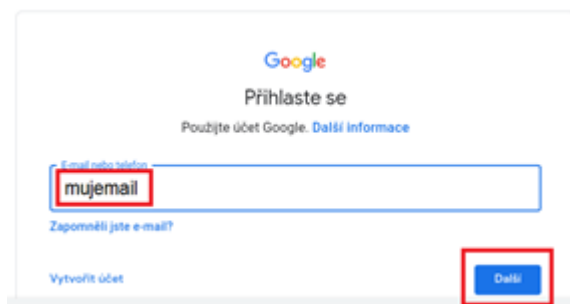 Google
Přihlaste se
Použijte účet Google. Další informace
E-mail nebo telefon
mujemail
Zapomněli jste e-mail?
Vytvořit účet
Další